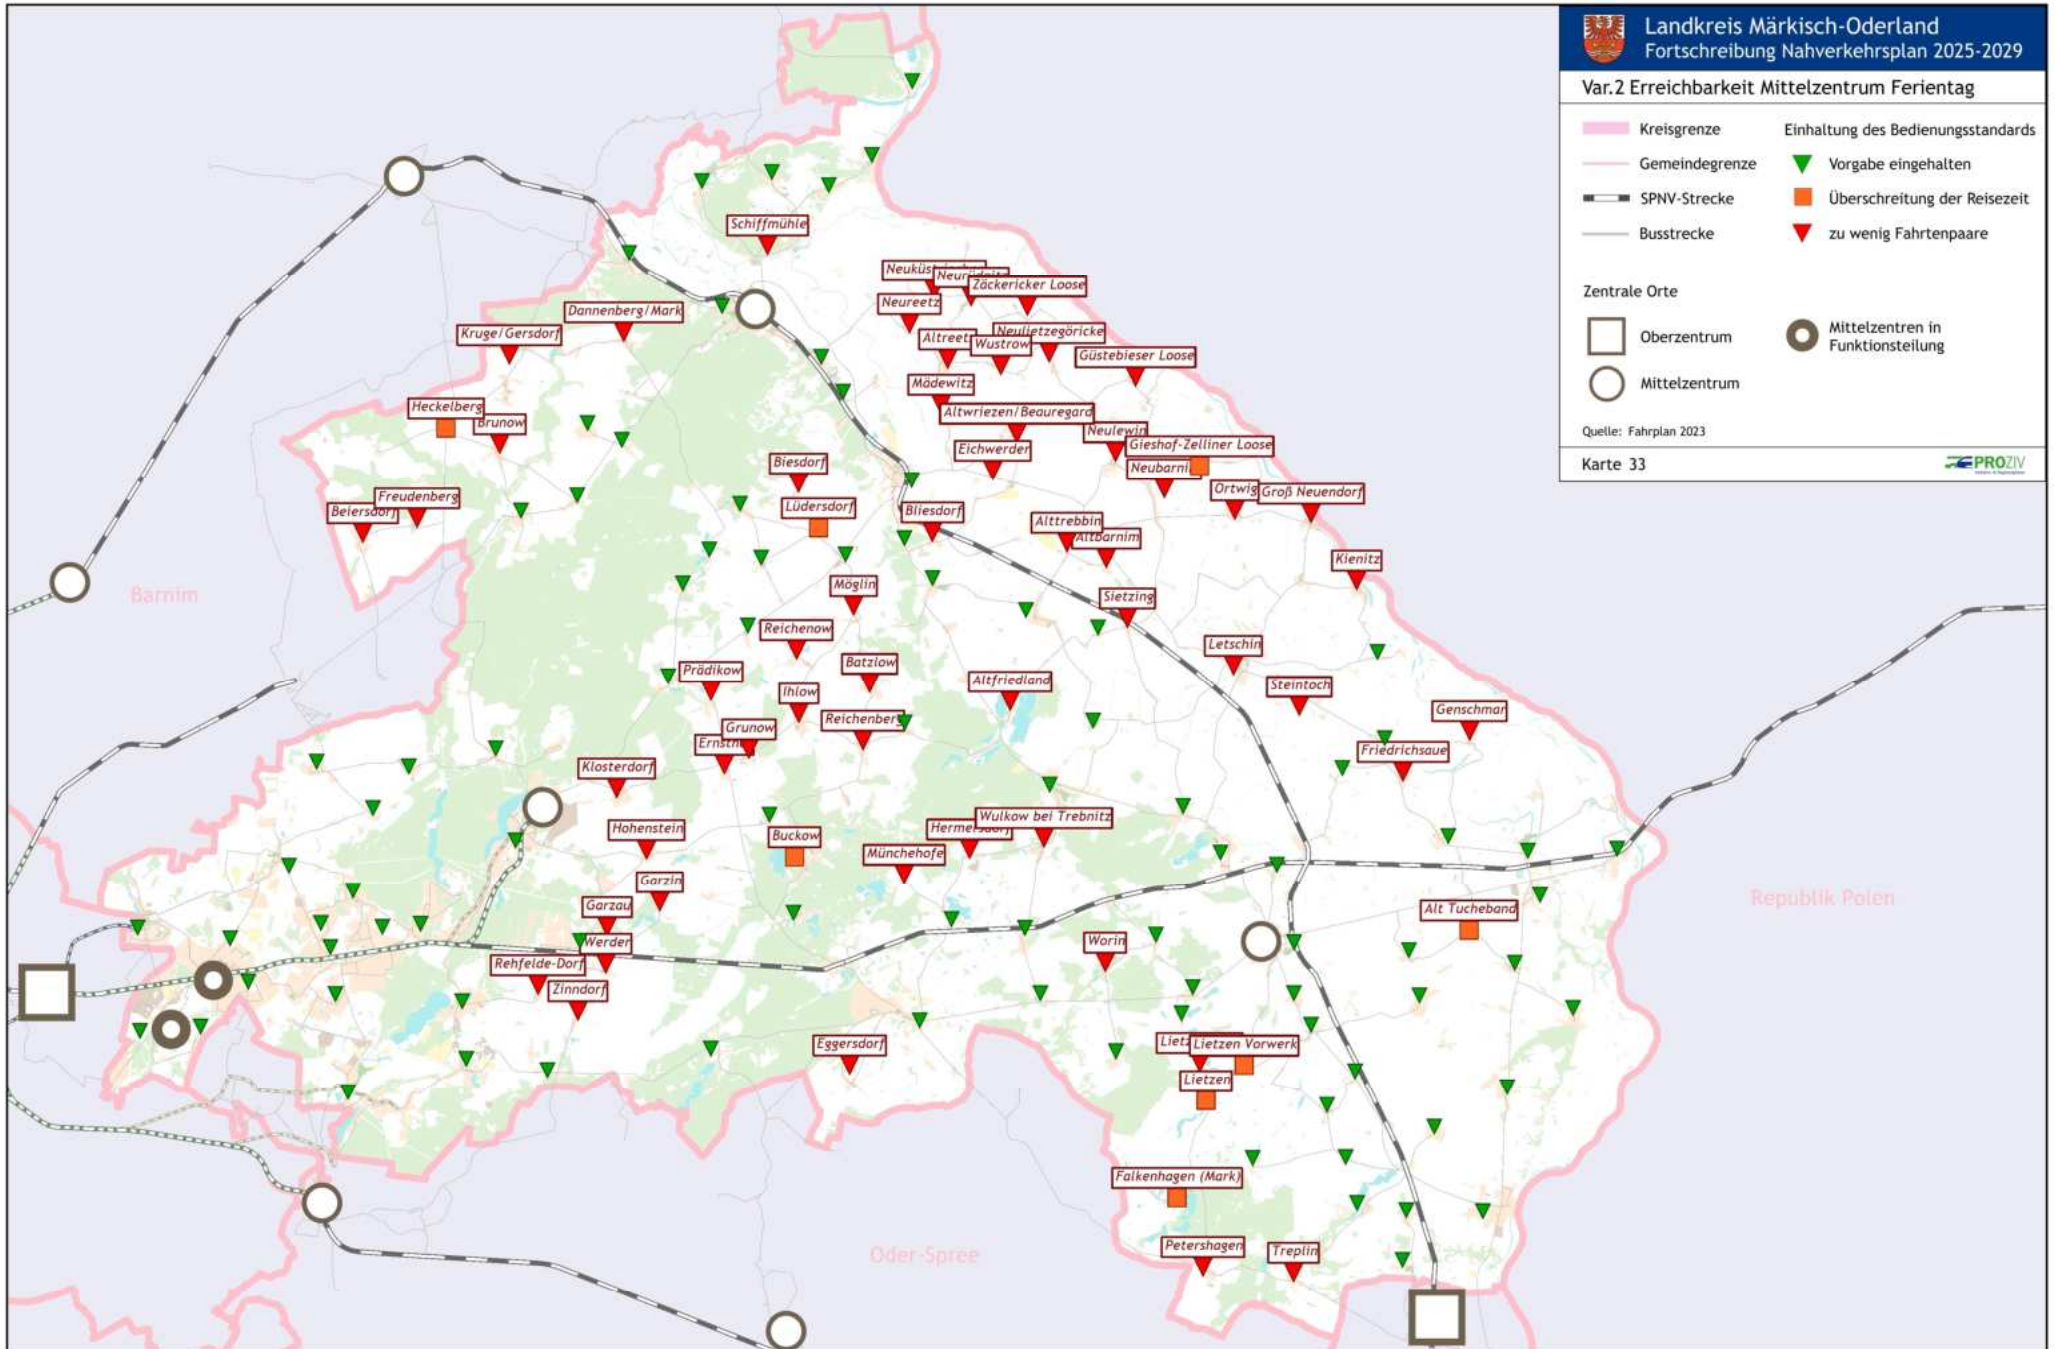 Landkreis Märkisch-Oderland
Fortschreibung Nahverkehrsplan 2025-2029
Var.2 Erreichbarkeit Mittelzentrum Ferientag
Kreisgrenze
Gemeindegrenze
SPNV-Strecke
Busstrecke
Einhaltung des Bedienungsstandards
Vorgabe eingehalten
Überschreitung der Reisezeit
zu wenig Fahrtenpaare
Zentrale Orte
Oberzentrum
Mittelzentrum
Mittelzentren in
Funktionsteilung
Quelle: Fahrplan 2023
Karte 33
PROZIV
Schiffmühle
Zäckericker Loose
Neureetz
Dannenberg/Mark
Kruge/Gersdorf
Neulietzegöricke
Altreetz
Wustrow
Güstebieser Loose
Mädewitz
Heckelberg
Brunow
Altwriezen/Beauregard
Neulewin
Gieshof-Zelliner Loose
Eichwerder
Biesdorf
Neubarnim
Ortwig
Groß Neuendorf
Freudenberg
Beiersdorf
Lüdersdorf
Bliesdorf
Alttrebbin
Altbarnim
Kienitz
Barnim
Möglin
Sietzing
Reichenow
Letschin
Batzlow
Prädikow
Altfriedland
Steintoch
Ihlow
Genschmar
Reichenberg
Grunow
Friedrichsaue
Klosterdorf
Wulkow bei Trebnitz
Hohenstein
Hermersdorf
Buckow
Münchehofe
Garzin
Republik Polen
Garzau
Alt Tucheband
Werder
Worin
Rehfelde-Dorf
Zinndorf
Eggersdorf
Lietzen Vorwerk
Lietzen
Falkenhagen (Mark)
Petershagen
Treplin
Oder-Spree